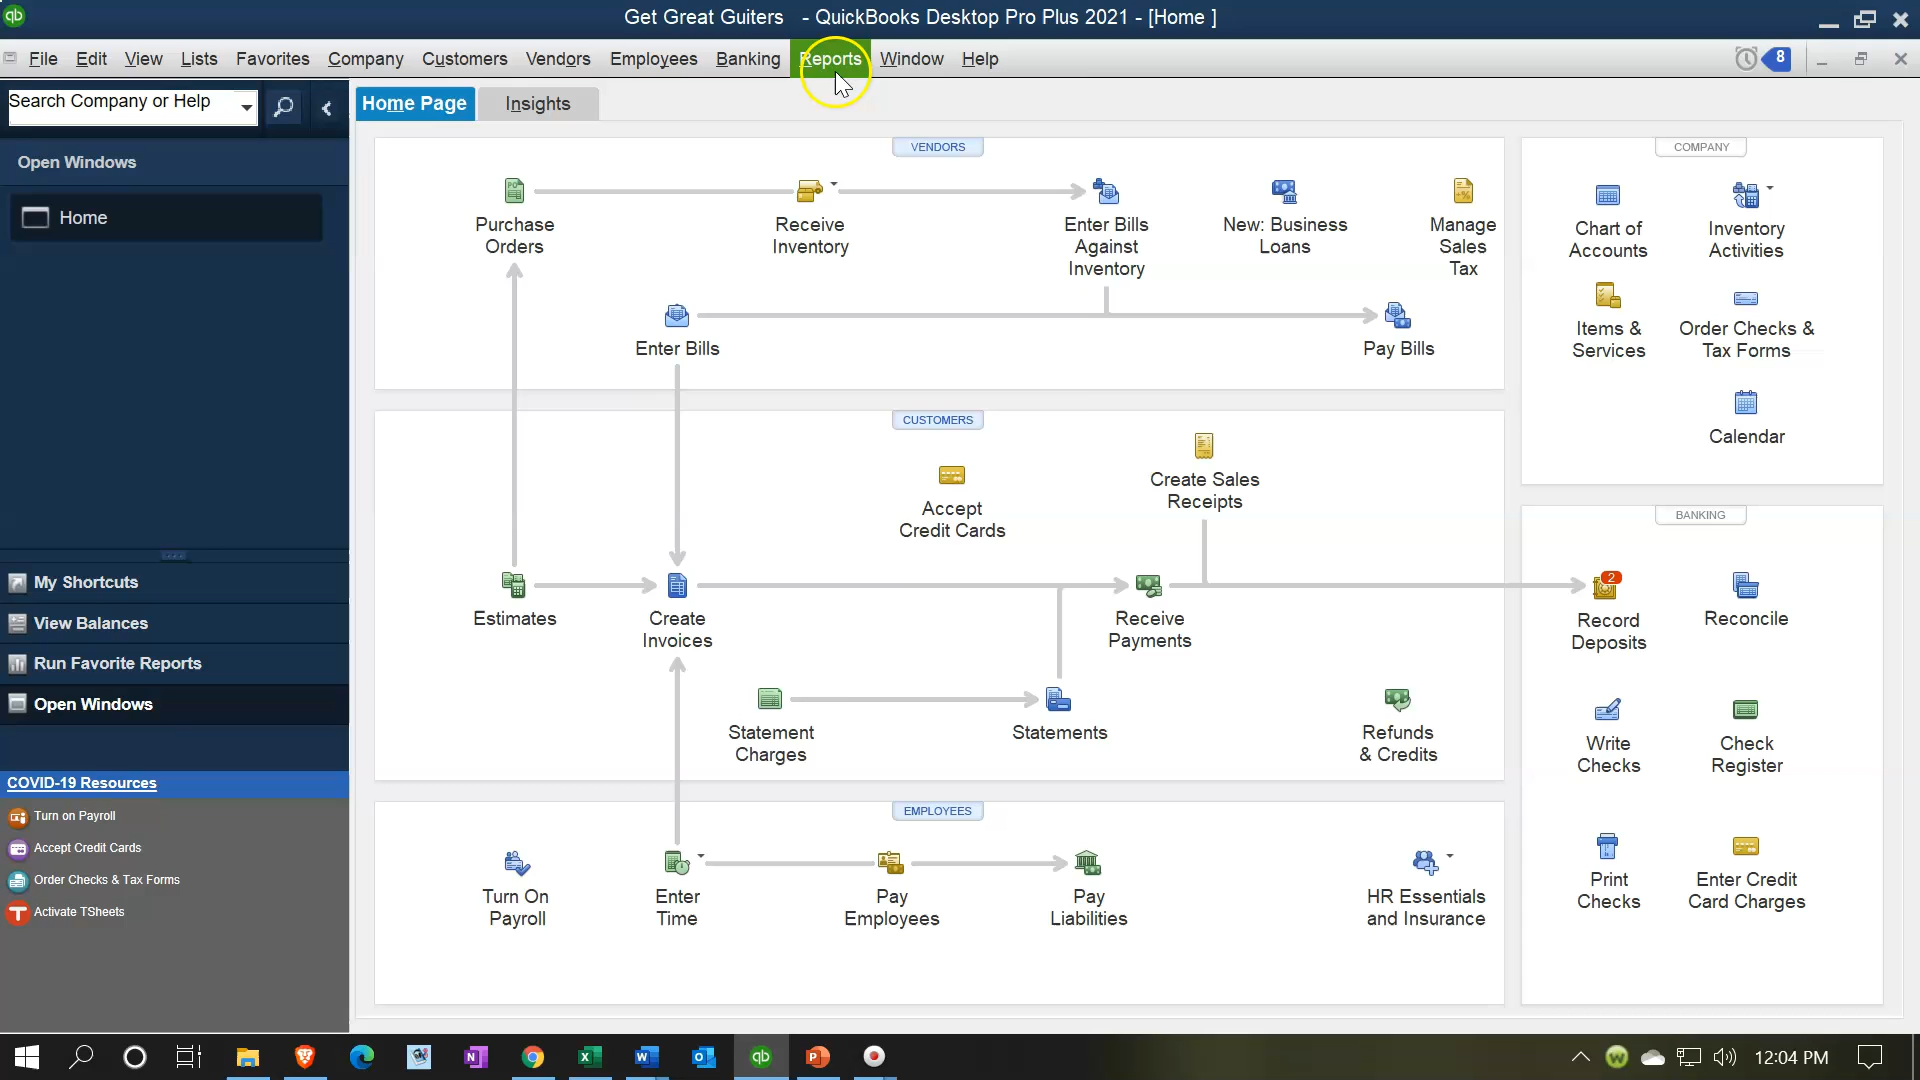 Get Great Guiters - QuickBooks Desktop Pro Plus 2021 - [Home ]
File Edit View Lists Favorites Company Customers Vendors Employees Banking Reports Window Help
8
Search Company or Help
Home Page
Insights
Open Windows
Home
My Shortcuts
View Balances
Run Favorite Reports
Open Windows
COVID-19 Resources
Turn on Payroll
Accept Credit Cards
Order Checks & Tax Forms
Activate TSheets
VENDORS
Purchase
Orders
Receive
Inventory
Enter Bills
Against
Inventory
New: Business
Loans
Manage
Sales
Tax
Enter Bills
Pay Bills
CUSTOMERS
Accept
Credit Cards
Create Sales
Receipts
Estimates
Create
Invoices
Receive
Payments
Statement
Charges
Statements
Refunds
& Credits
EMPLOYEES
Turn On
Payroll
Enter
Time
Pay
Employees
Pay
Liabilities
HR Essentials
and Insurance
COMPANY
Chart of
Accounts
Inventory
Activities
Items &
Services
Order Checks &
Tax Forms
Calendar
BANKING
2
Record
Deposits
Reconcile
Write
Checks
Check
Register
Print
Checks
Enter Credit
Card Charges
12:04 PM